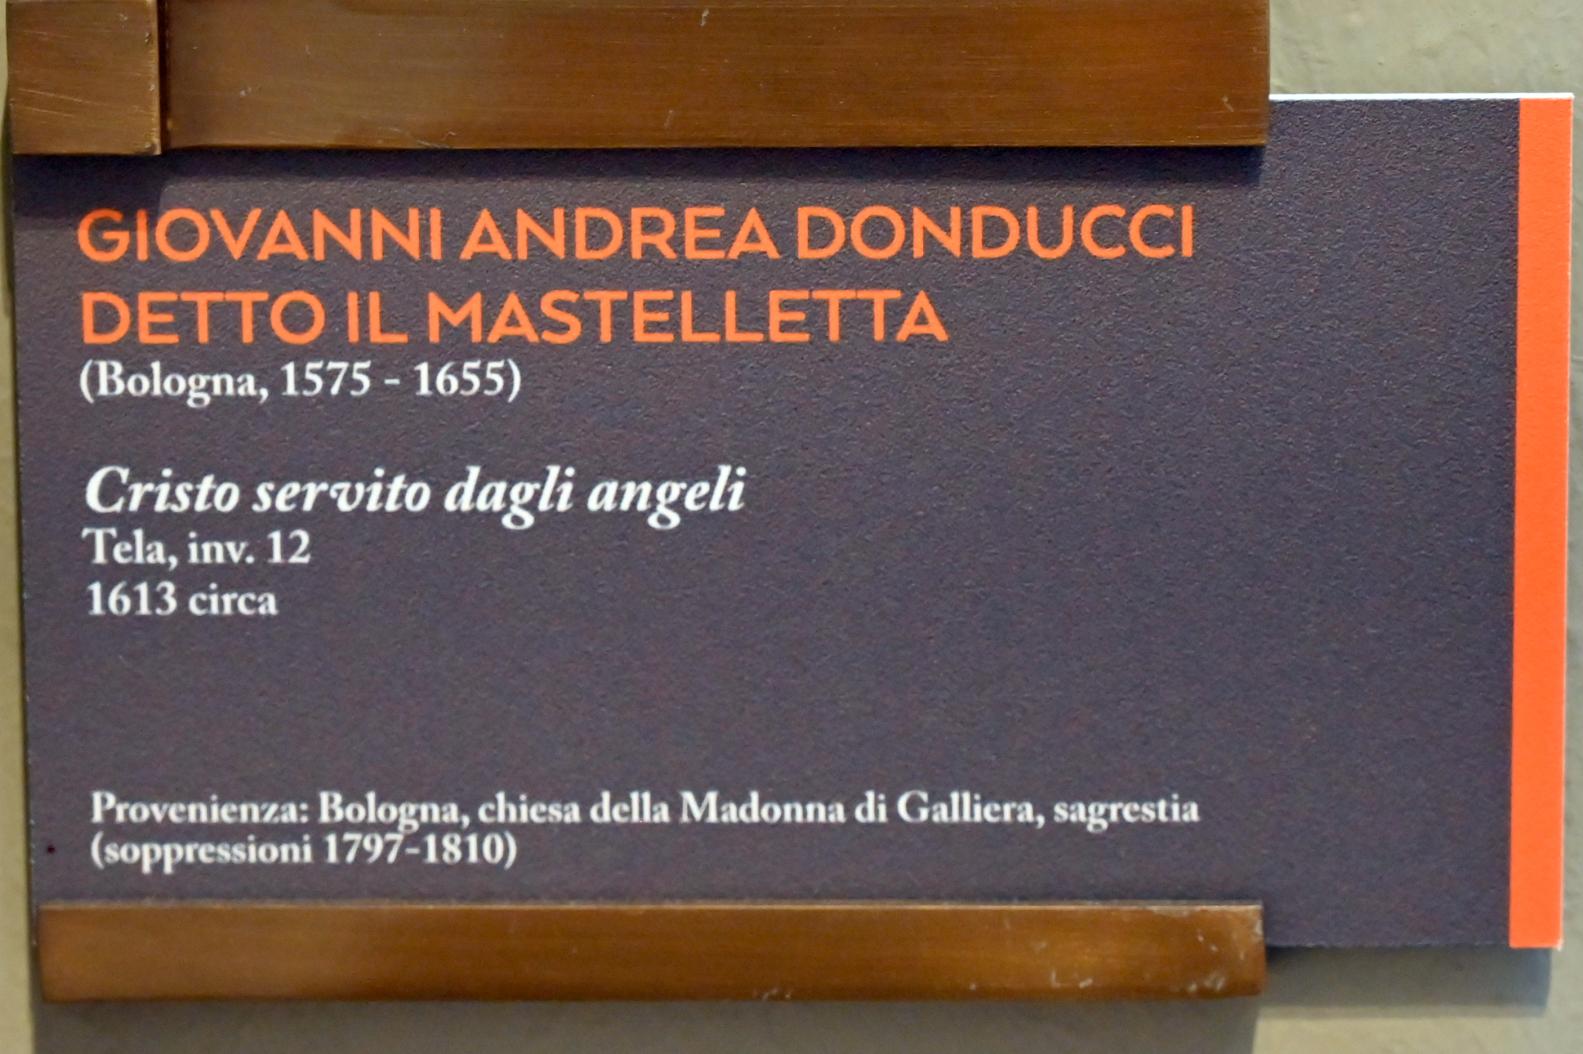 GIOVANNI ANDREA DONDUCCI
DETTO IL MASTELLETTA
(Bologna, 1575 - 1655)
Cristo servito dagli angeli
Tela, inv. 12
1613 circa
Provenienza: Bologna, chiesa della Madonna di Galliera, sagrestia
(soppressioni 1797-1810)